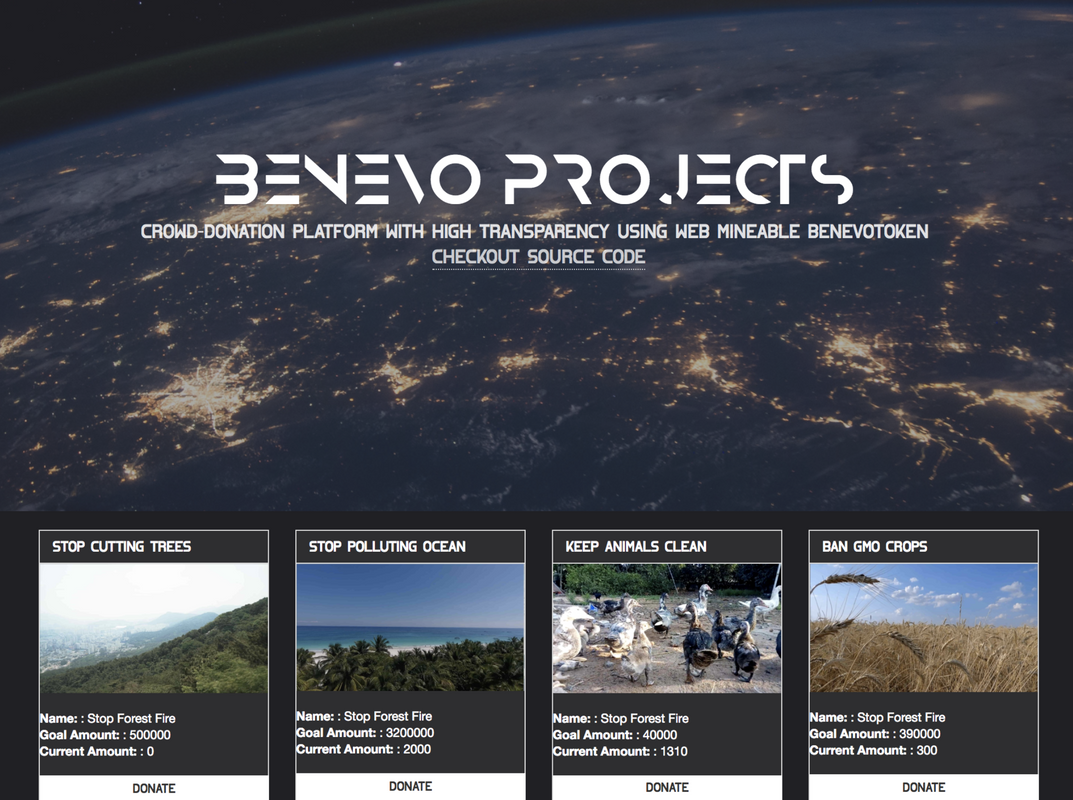 BENEVO PROJECTS
CROWD-DONATION PLATFORM WITH HIGH TRANSPARENCY USING WEB MINEABLE BENEVOTOKEN
CHECKOUT SOURCE CODE
STOP CUTTING TREES
Name: : Stop Forest Fire
Goal Amount: : 500000
Current Amount: : 0
DONATE
STOP POLLUTING OCEAN
Name: : Stop Forest Fire
Goal Amount: : 3200000
Current Amount: : 2000
DONATE
KEEP ANIMALS CLEAN
Name: : Stop Forest Fire
Goal Amount: : 40000
Current Amount: : 1310
DONATE
BAN GMO CROPS
Name: : Stop Forest Fire
Goal Amount: : 390000
Current Amount: : 300
DONATE